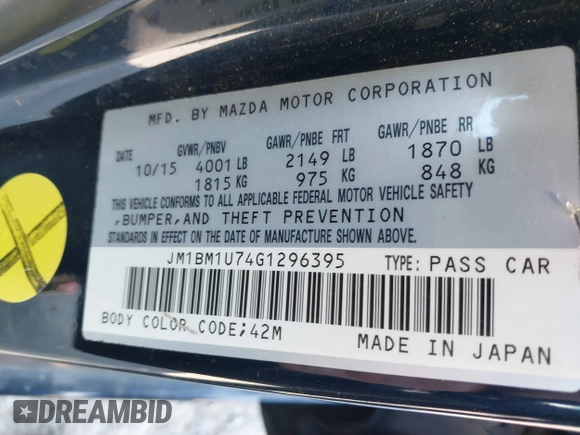 MFD. BY MAZDA MOTOR CORPORATION
DATE GVWR/PNBV GAWR/PNBE FRT GAWR/PNBE RR
10/15 4001 LB 2149 LB 1870 LB
1815 KG 975 KG 848 KG
THIS VEHICLE CONFORMS TO ALL APPLICABLE FEDERAL MOTOR VEHICLE SAFETY
,BUMPER,AND THEFT PREVENTION
STANDARDS IN EFFECT ON THE DATE OF MANUFACTURE SHOWN ABOVE.
JM1BM1U74G1296395 TYPE: PASS CAR
BODY COLOR CODE;42M
MADE IN JAPAN
DREAMBID